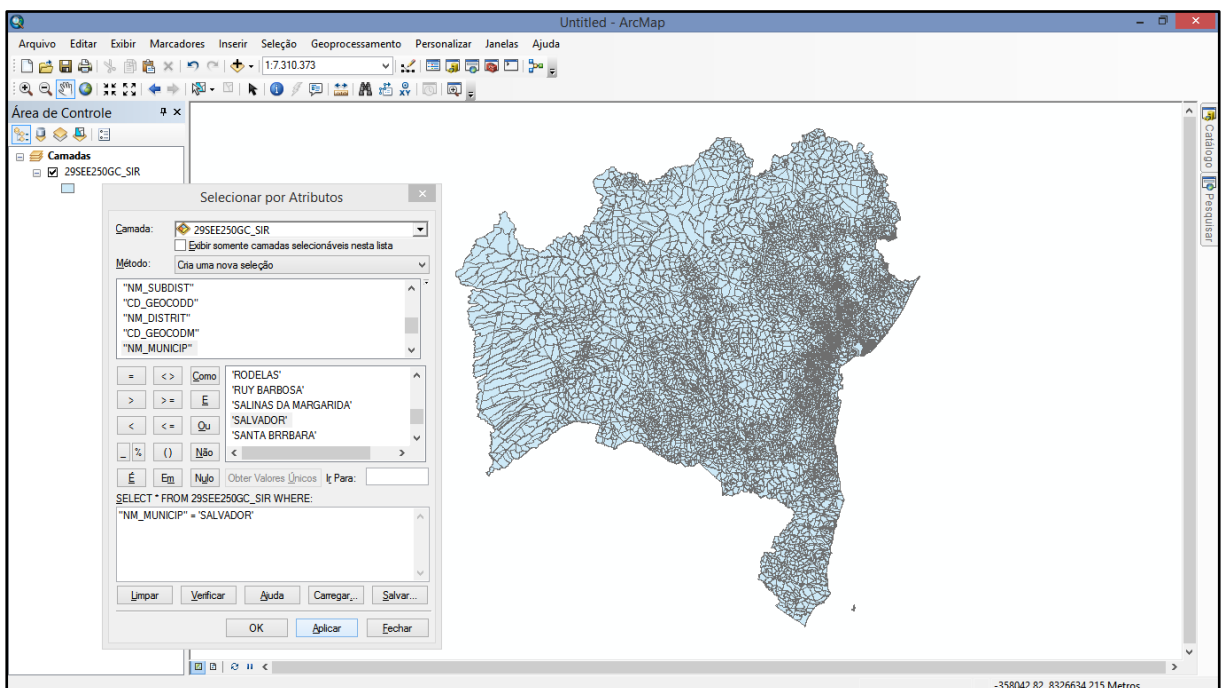 Untitled - ArcMap
Arquivo Editar Exibir Marcadores Inserir Seleção Geoprocessamento Personalizar Janelas Ajuda
1:7.310.373
Área de Controle
Camadas
29SEE250GC_SIR
Selecionar por Atributos
Camada: 29SEE250GC_SIR
Exibir somente camadas selecionáveis nesta lista
Método: Cria uma nova seleção
"NM_SUBDIST"
"CD_GEOCODD"
"NM_DISTRIT"
"CD_GEOCODM"
"NM_MUNICIP"
= < > Como
> > = E
< < = Ou
_ % () Não
'RODELAS'
'RUY BARBOSA'
'SALINAS DA MARGARIDA'
'SALVADOR'
'SANTA BRRBARA'
É Em Nulo Obter Valores Únicos Ir Para:
SELECT * FROM 29SEE250GC_SIR WHERE:
"NM_MUNICIP" = 'SALVADOR'
Limpar Verificar Ajuda Carregar... Salvar...
OK Aplicar Fechar
Catálogo
Pesquisar
-358042,82 8326634,215 Metros